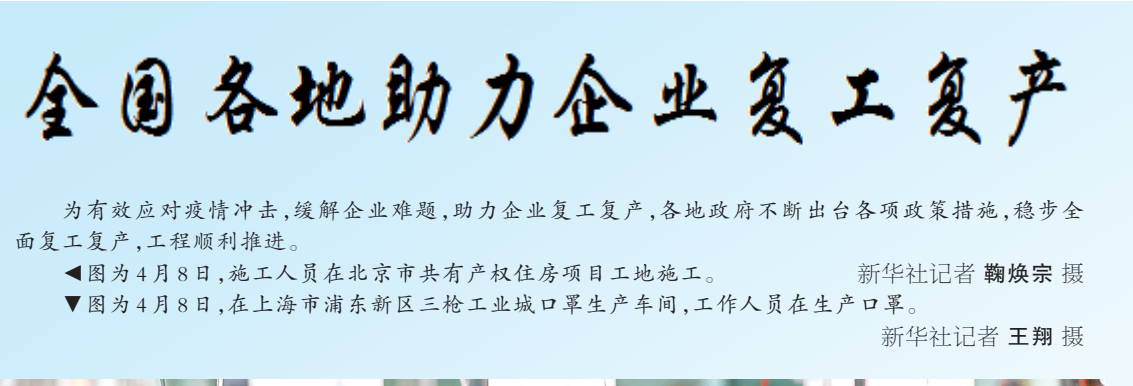 全国各地助力企业复工复产
为有效应对疫情冲击,缓解企业难题,助力企业复工复产,各地政府不断出台各项政策措施,稳步全
面复工复产,工程顺利推进。
◀图为4月8日,施工人员在北京市共有产权住房项目工地施工。 新华社记者 鞠焕宗 摄
▼图为4月8日,在上海市浦东新区三枪工业城口罩生产车间,工作人员在生产口罩。
新华社记者 王翔 摄